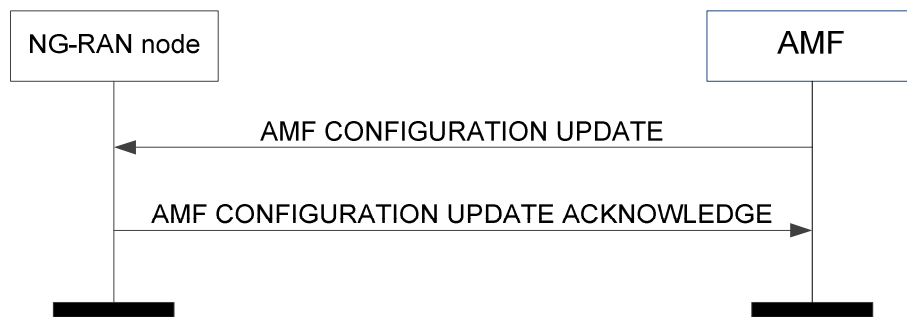 NG-RAN node
AMF
AMF CONFIGURATION UPDATE
AMF CONFIGURATION UPDATE ACKNOWLEDGE